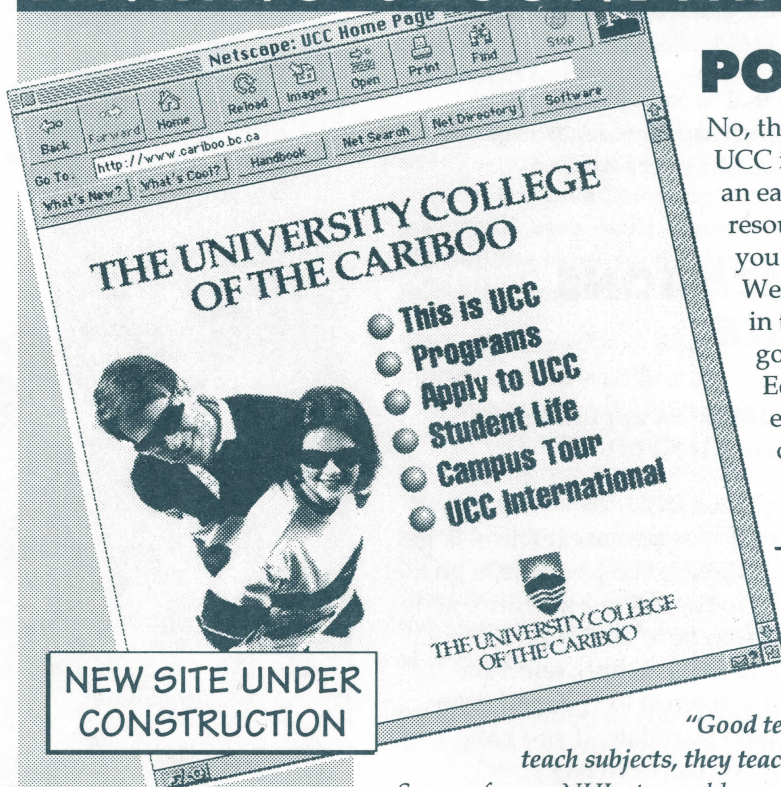 Netscape: UCC Home Page
N
Back
Forward
Home
Reload
Images
Open
Print
Find
Stop
Go To:
http://www.cariboo.bc.ca
What's New?
What's Cool?
Handbook
Net Search
Net Directory
Software
THE UNIVERSITY COLLEGE
OF THE CARIBOO
This is UCC
Programs
Apply to UCC
Student Life
Campus Tour
UCC International
THE UNIVERSITY COLLEGE
OF THE CARIBOO
NEW SITE UNDER
CONSTRUCTION
PO
No, th
UCC
an ea
resou
you
We
in
go
Ec
e
"Good te
teach subjects, they teac